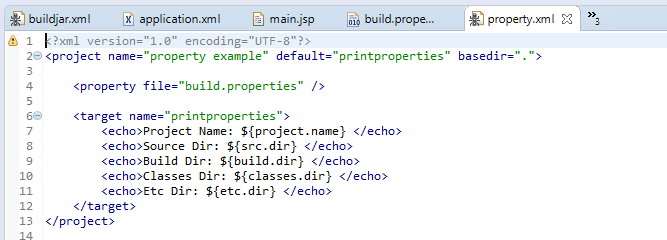 buildjar.xml application.xml main.jsp build.prope... property.xml »3
1 <?xml version="1.0" encoding="UTF-8"?>
2 <project name="property example" default="printproperties" basedir=".">
3
4 <property file="build.properties" />
5
6 <target name="printproperties">
7 <echo>Project Name: ${project.name} </echo>
8 <echo>Source Dir: ${src.dir} </echo>
9 <echo>Build Dir: ${build.dir} </echo>
10 <echo>Classes Dir: ${classes.dir} </echo>
11 <echo>Etc Dir: ${etc.dir} </echo>
12 </target>
13 </project>
14